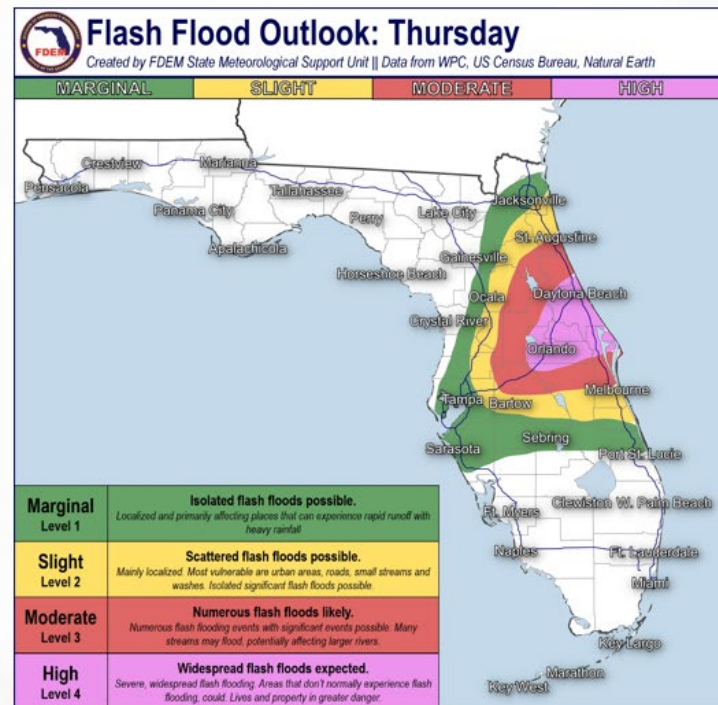 FDEM
Flash Flood Outlook: Thursday
Created by FDEM State Meteorological Support Unit || Data from WPC, US Census Bureau, Natural Earth
MARGINAL SLIGHT MODERATE HIGH
Crestview
Marianna
Pensacola
Tallahassee
Jacksonville
Panama City
Perry
Lake City
Apalachicola
St. Augustine
Gainesville
Horseshoe Beach
Ocala
Daytona Beach
Crystal River
Orlando
Melbourne
Tampa
Bartow
Sebring
Sarasota
Port St. Lucie
Ft. Myers
Clewiston W. Palm Beach
Naples
Ft. Lauderdale
Miami
Key Largo
Marathon
Key West
Marginal
Level 1
Isolated flash floods possible.
Localized and primarily affecting places that can experience rapid runoff with
heavy rainfall
Slight
Level 2
Scattered flash floods possible.
Mainly localized. Most vulnerable are urban areas, roads, small streams and
washes. Isolated significant flash floods possible
Moderate
Level 3
Numerous flash floods likely.
Numerous flash flooding events with significant events possible. Many
streams may flood, potentially affecting larger rivers.
High
Level 4
Widespread flash floods expected.
Severe, widespread flash flooding. Areas that don't normally experience flash
flooding, could. Lives and property in greater danger.